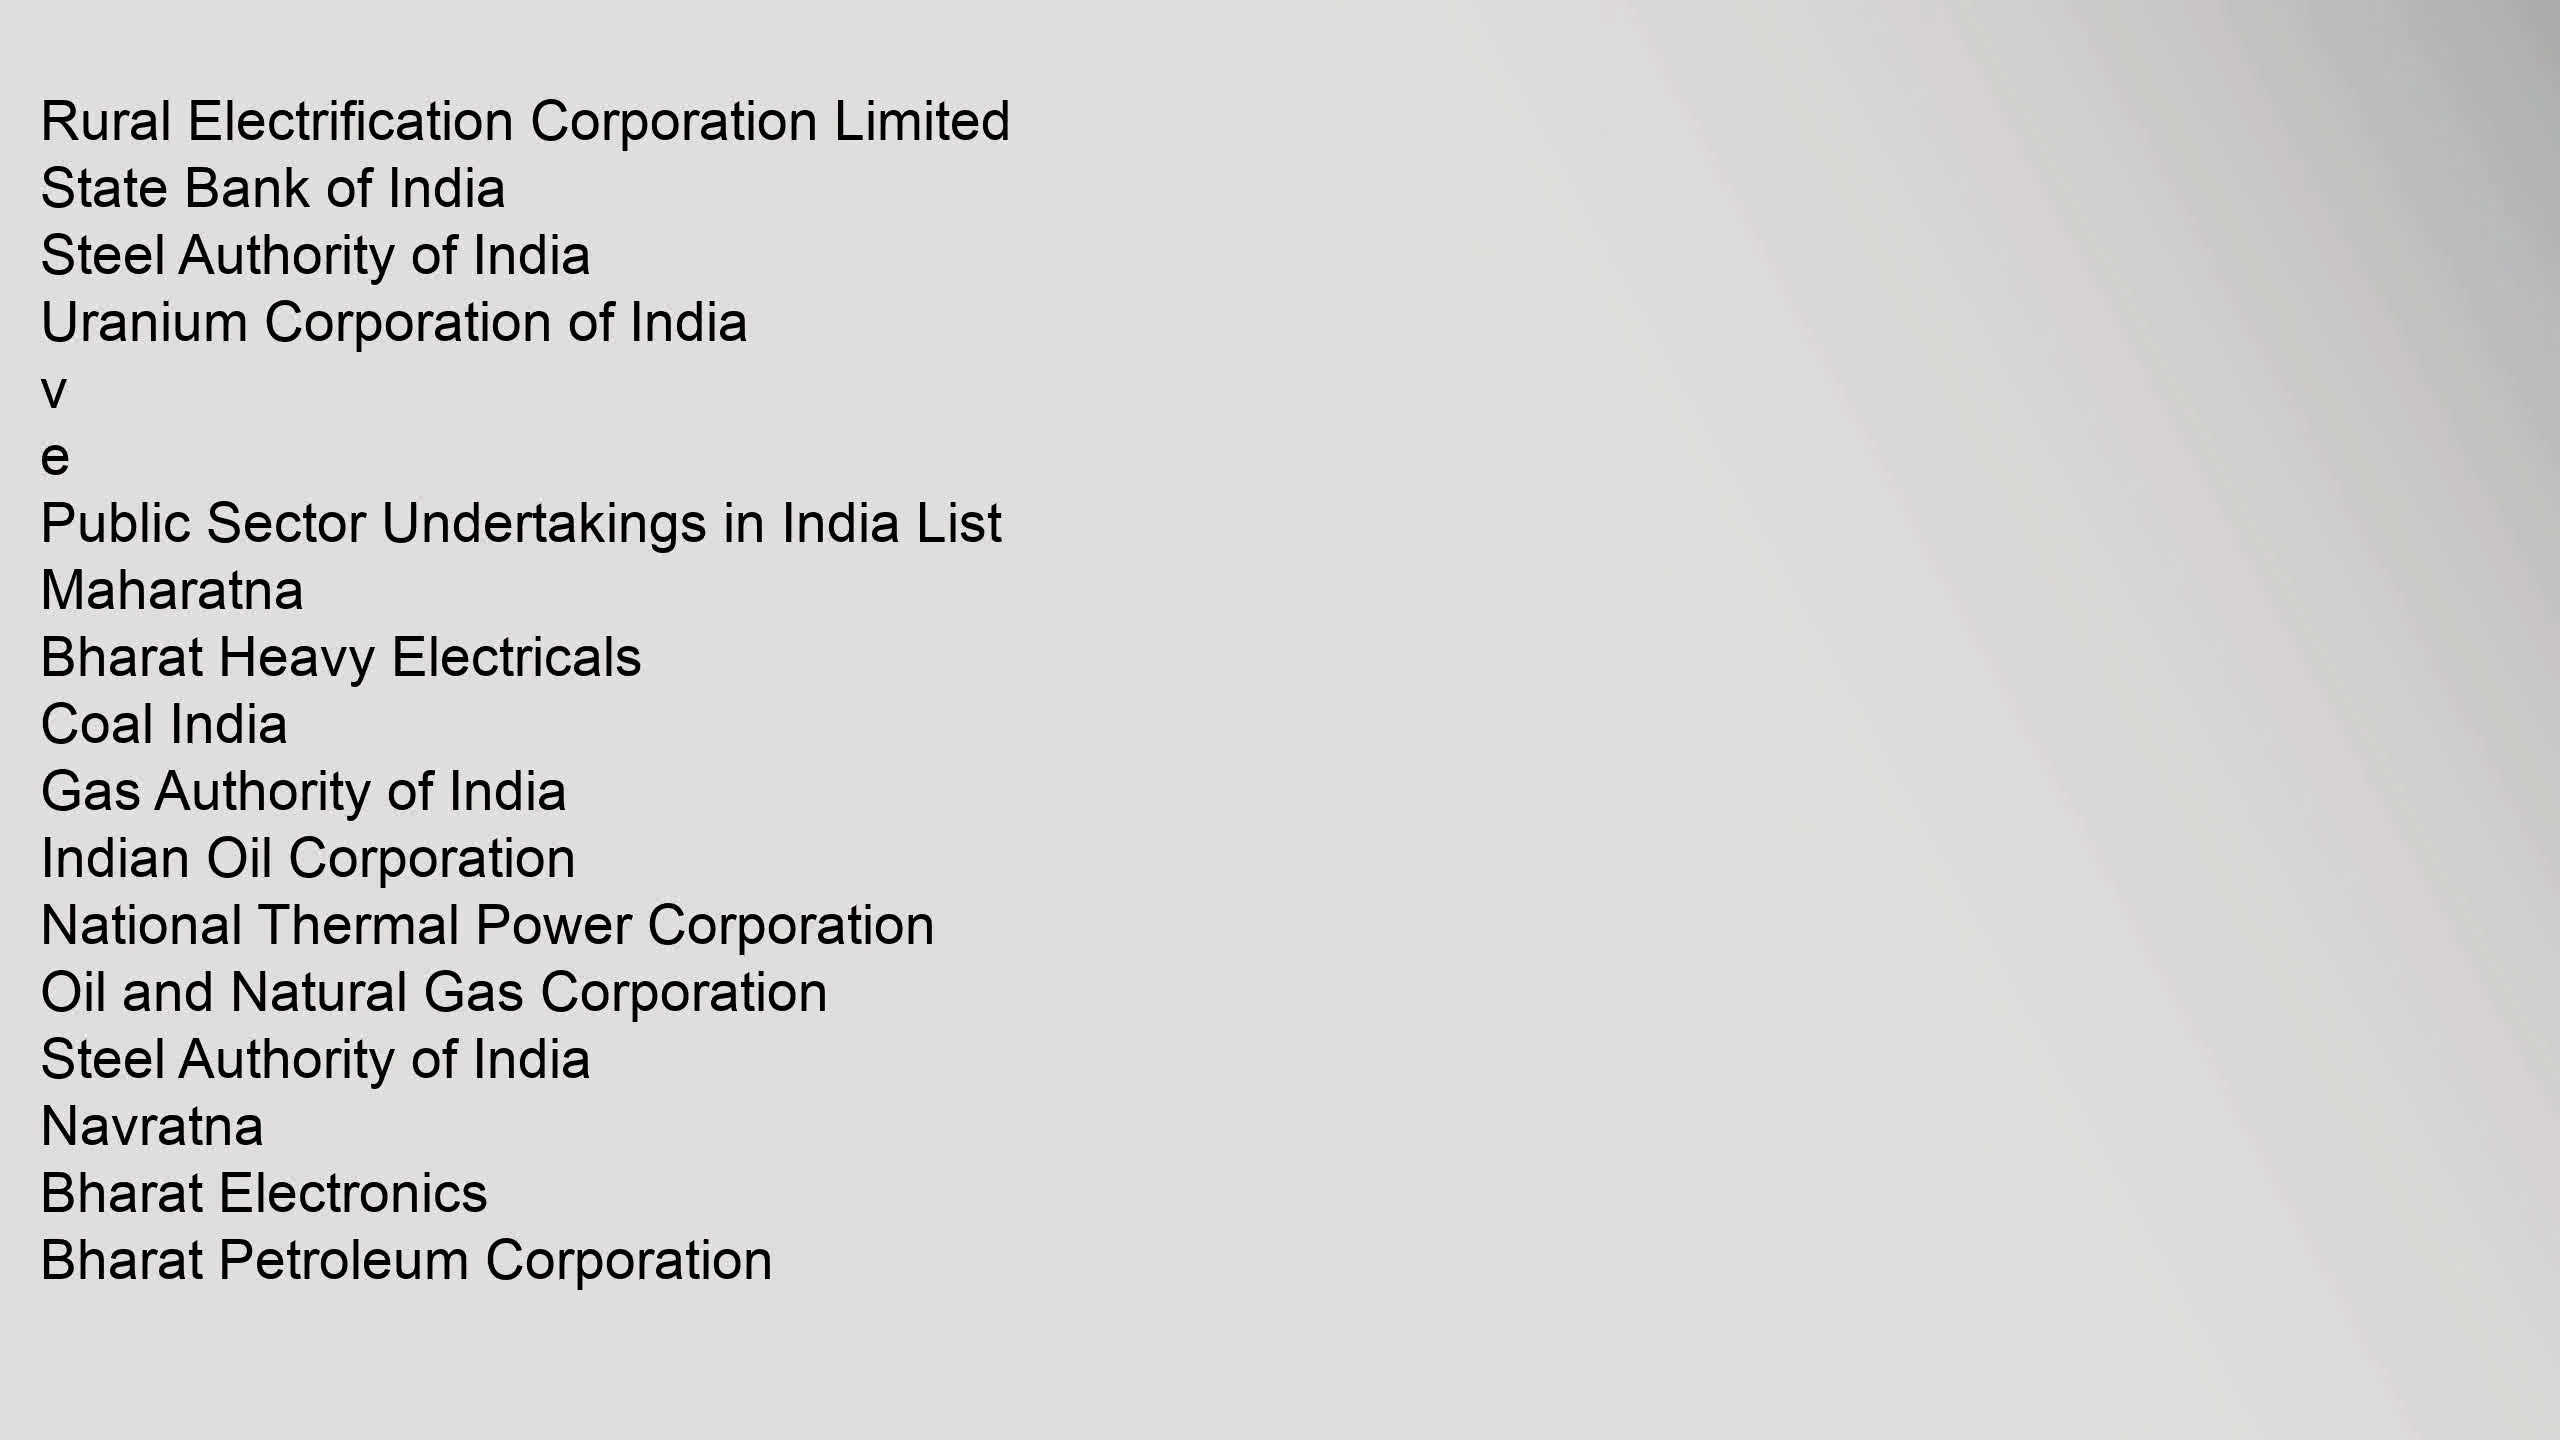 Rural Electrification Corporation Limited
State Bank of India
Steel Authority of India
Uranium Corporation of India
v
e
Public Sector Undertakings in India List
Maharatna
Bharat Heavy Electricals
Coal India
Gas Authority of India
Indian Oil Corporation
National Thermal Power Corporation
Oil and Natural Gas Corporation
Steel Authority of India
Navratna
Bharat Electronics
Bharat Petroleum Corporation